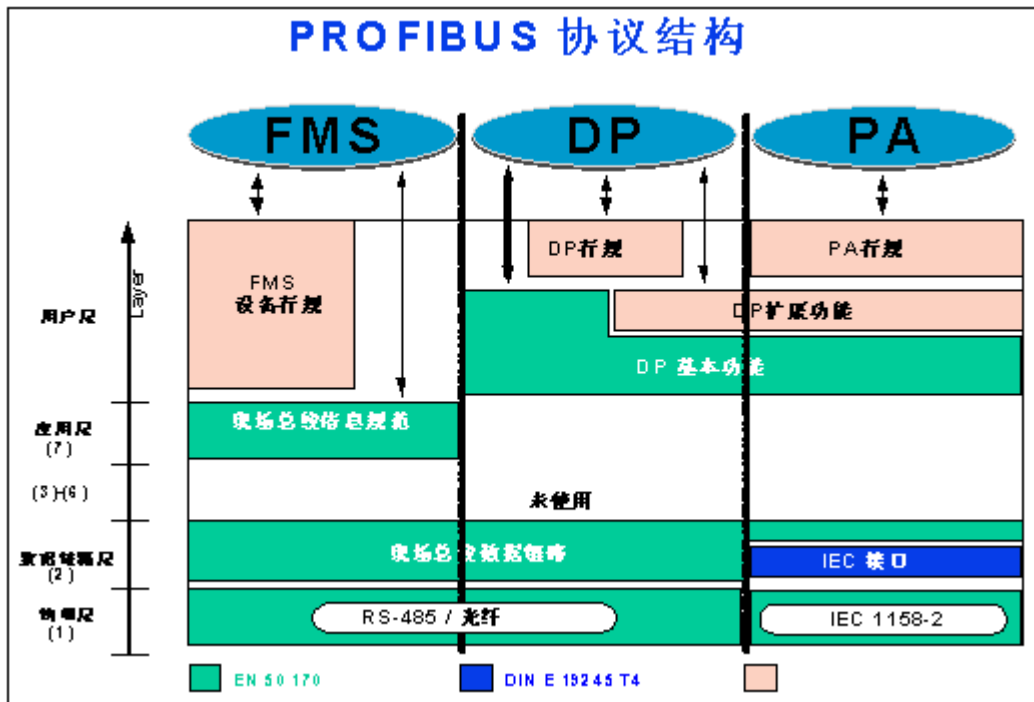 PROFIBUS 协议结构
FMS
DP
PA
Layer
用户层
FMS
设备行规
DP行规
PA行规
DP扩展功能
DP 基本功能
应用层
(7)
现场总线信息规范
(3)-(6)
未使用
数据链路层
(2)
现场总线数据链路
IEC 接口
物理层
(1)
RS-485 / 光纤
IEC 1158-2
EN 50 170
DIN E 19245 T4